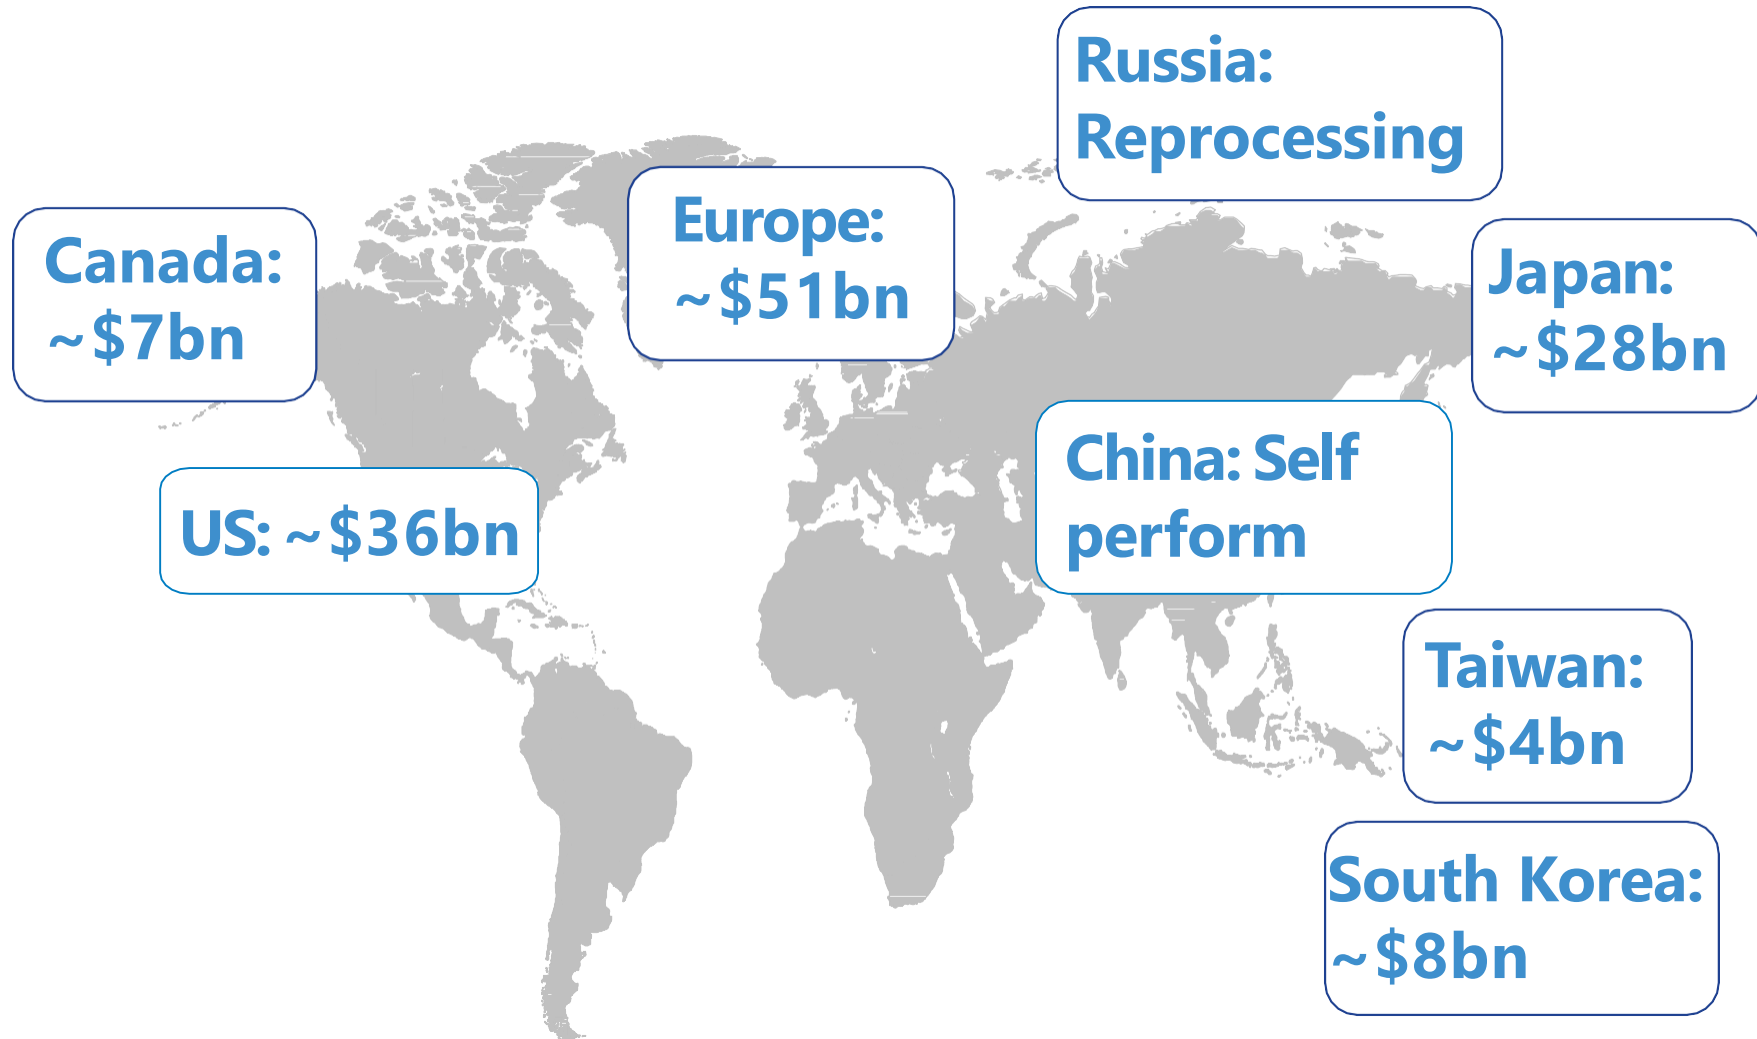 Russia:
Reprocessing
Europe:
~$51bn
Canada:
~$7bn
Japan:
~$28bn
China: Self
perform
US: ~$36bn
Taiwan:
~$4bn
South Korea:
~$8bn